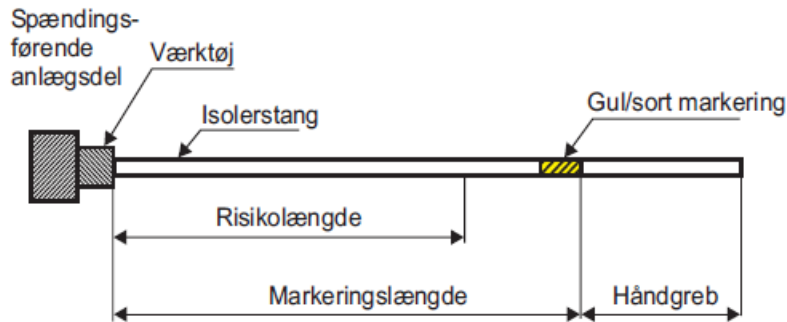 Spændings-
førende
anlægsdel
Værktøj
Isolerstang
Gul/sort markering
Risikolængde
Markeringslængde
Håndgreb